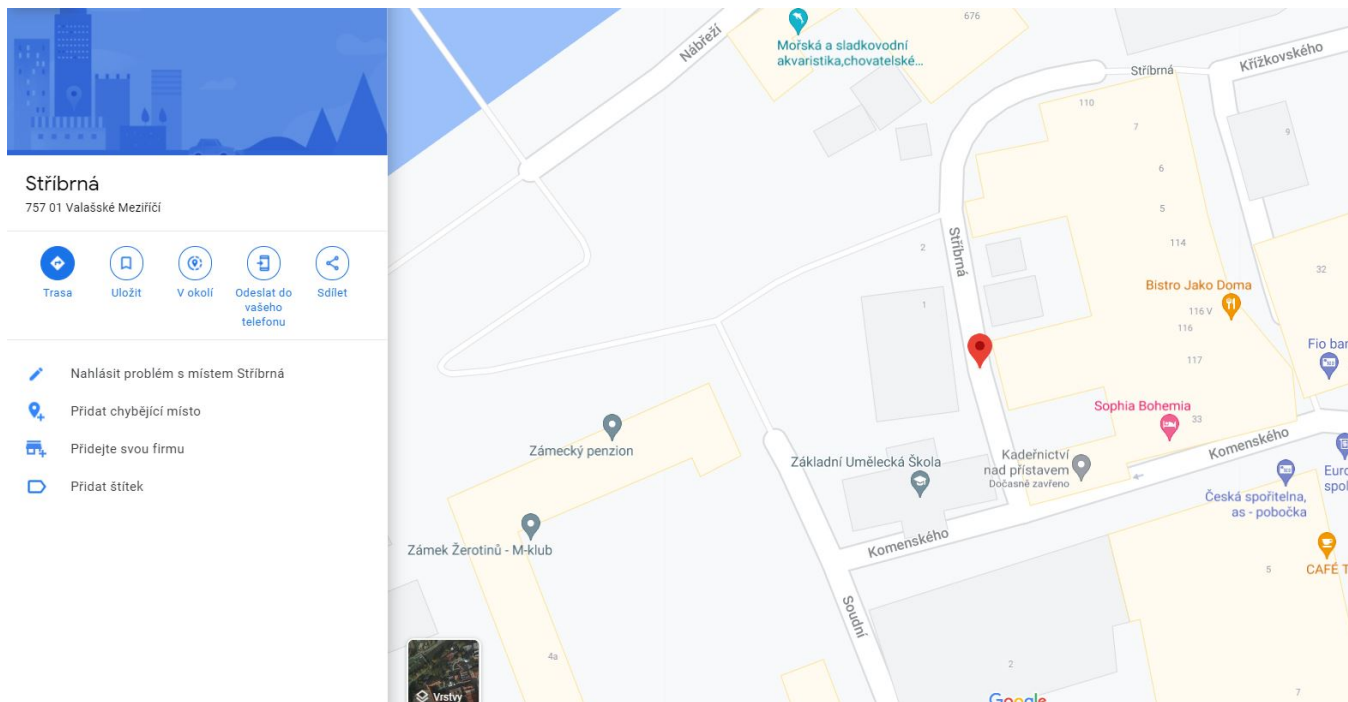 Stříbrná
757 01 Valašské Meziříčí
Trasa
Uložit
V okolí
Odeslat do
vašeho
telefonu
Sdílet
Nahlásit problém s místem Stříbrná
Přidat chybějící místo
Přidejte svou firmu
Přidat štítek
Vrstvy
Nábřeží
Mořská a sladkovodní
akvaristika,chovatelské...
676
Stříbrná
Křížkovského
110
7
9
6
5
114
2
Stříbrná
32
Bistro Jako Doma
1
116 V
116
117
Fio bar
Sophia Bohemia
33
Zámecký penzion
Základní Umělecká Škola
Kadeřnictví
nad přístavem
Dočasně zavřeno
Komenského
Česká spořitelna,
as - pobočka
Euro
spol
Zámek Žerotínů - M-klub
Komenského
5
CAFÉ T
Soudní
4a
2
7
Google